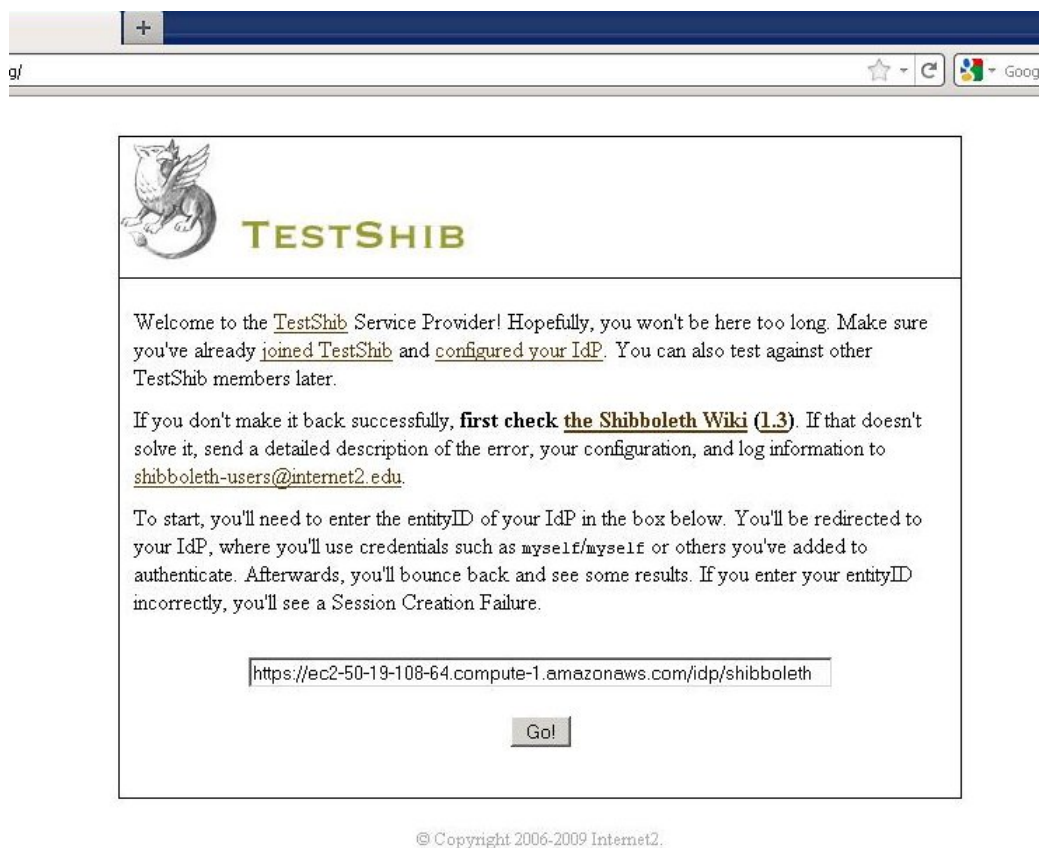 +
g/
Goog
TESTSHIB
Welcome to the TestShib Service Provider! Hopefully, you won't be here too long. Make sure
you've already joined TestShib and configured your IdP. You can also test against other
TestShib members later.
If you don't make it back successfully, first check the Shibboleth Wiki (1.3). If that doesn't
solve it, send a detailed description of the error, your configuration, and log information to
shibboleth-users@internet2.edu.
To start, you'll need to enter the entityID of your IdP in the box below. You'll be redirected to
your IdP, where you'll use credentials such as myself/myself or others you've added to
authenticate. Afterwards, you'll bounce back and see some results. If you enter your entityID
incorrectly, you'll see a Session Creation Failure.
https://ec2-50-19-108-64.compute-1.amazonaws.com/idp/shibboleth
Go!
© Copyright 2006-2009 Internet2.